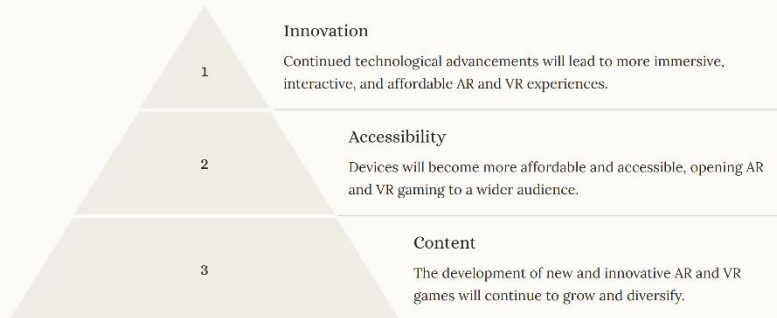 Innovation
1
Continued technological advancements will lead to more immersive,
interactive, and affordable AR and VR experiences.
Accessibility
2
Devices will become more affordable and accessible, opening AR
and VR gaming to a wider audience.
Content
3
The development of new and innovative AR and VR
games will continue to grow and diversify.